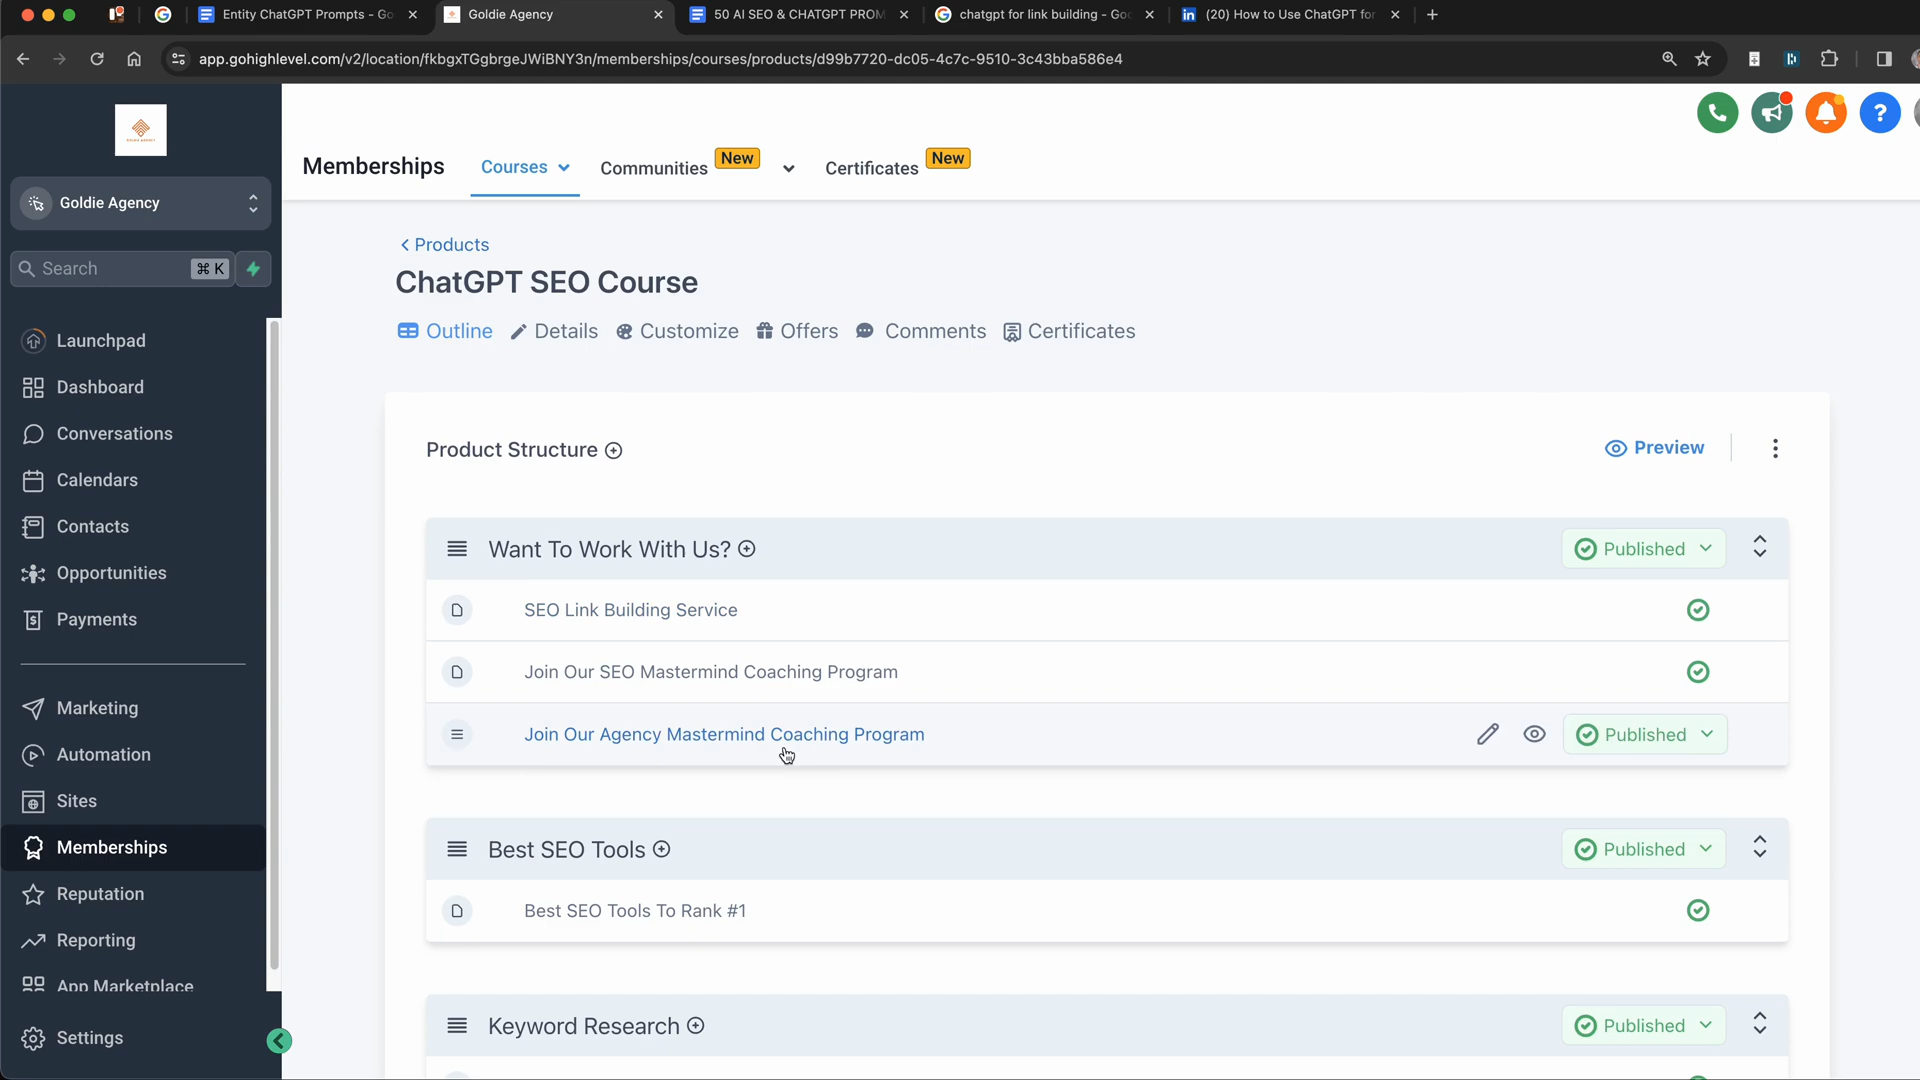 Entity ChatGPT Prompts - Go
Goldie Agency
50 AI SEO & CHATGPT PROM
chatgpt for link building - Goo
(20) How to Use ChatGPT for
app.gohighlevel.com/v2/location/fkbgxTGgbrgeJWiBNY3n/memberships/courses/products/d99b7720-dc05-4c7c-9510-3c43bba586e4
Goldie Agency
Search ⌘ K
Launchpad
Dashboard
Conversations
Calendars
Contacts
Opportunities
Payments
Marketing
Automation
Sites
Memberships
Reputation
Reporting
App Marketplace
Settings
Memberships
Courses
Communities New
Certificates New
Products
ChatGPT SEO Course
Outline Details Customize Offers Comments Certificates
Product Structure
Preview
Want To Work With Us?
Published
SEO Link Building Service
Join Our SEO Mastermind Coaching Program
Join Our Agency Mastermind Coaching Program
Published
Best SEO Tools
Published
Best SEO Tools To Rank #1
Keyword Research
Published